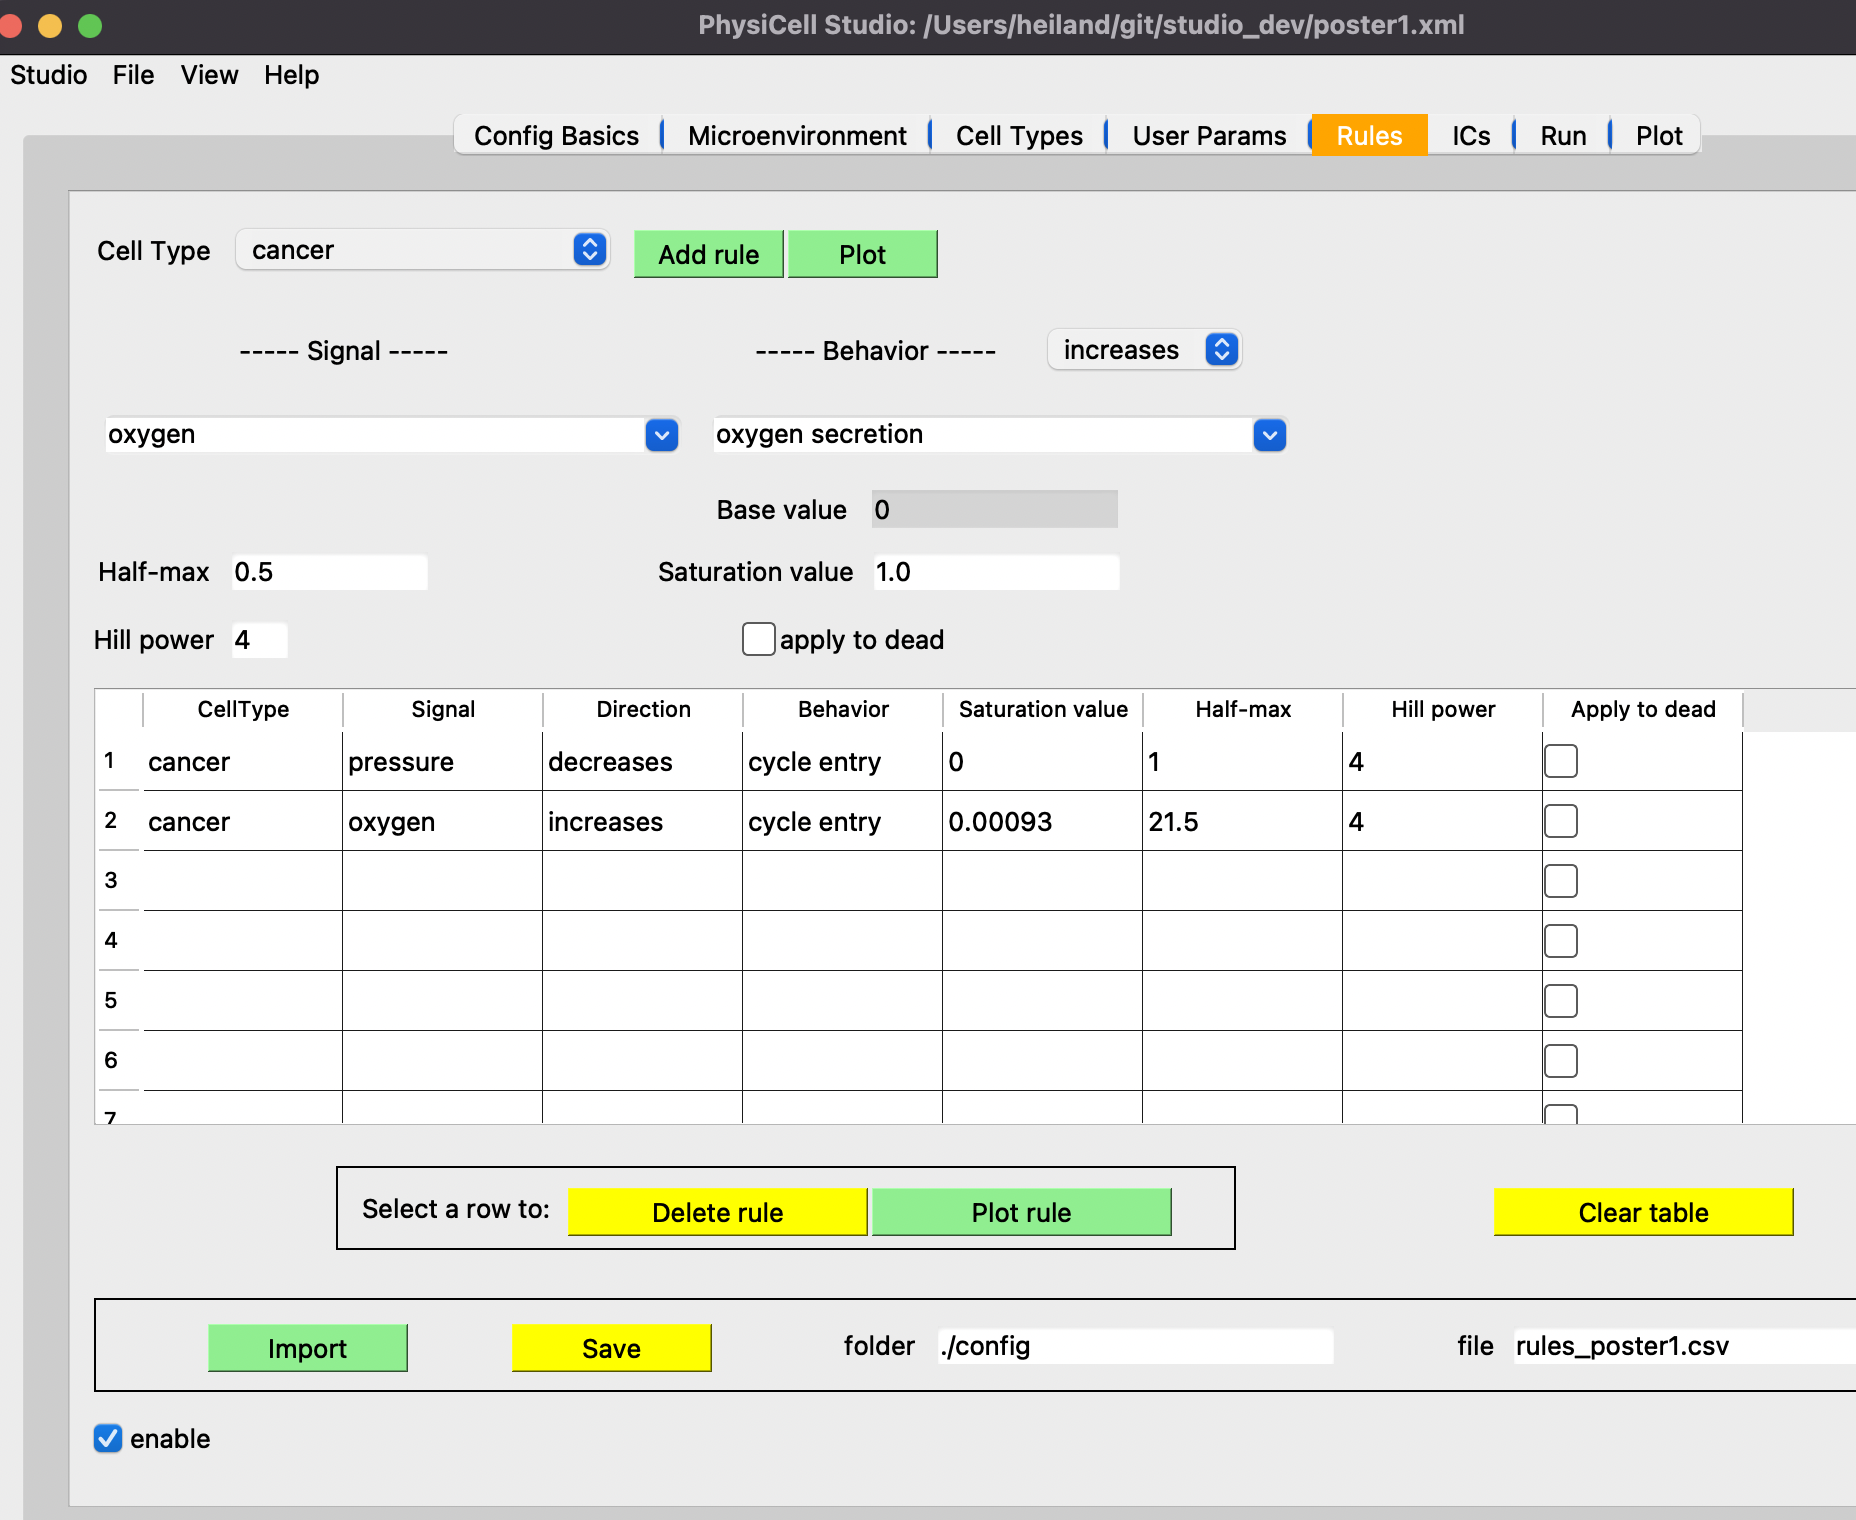 PhysiCell Studio: /Users/heiland/git/studio_dev/poster1.xml
Studio File View Help
Config Basics Microenvironment Cell Types User Params Rules ICs Run Plot
Cell Type cancer Add rule Plot
----- Signal ----- ----- Behavior ----- increases
oxygen oxygen secretion
Base value 0
Half-max 0.5 Saturation value 1.0
Hill power 4 apply to dead
CellType Signal Direction Behavior Saturation value Half-max Hill power Apply to dead
1 cancer pressure decreases cycle entry 0 1 4
2 cancer oxygen increases cycle entry 0.00093 21.5 4
3
4
5
6
7
Select a row to: Delete rule Plot rule Clear table
Import Save folder ./config file rules_poster1.csv
enable